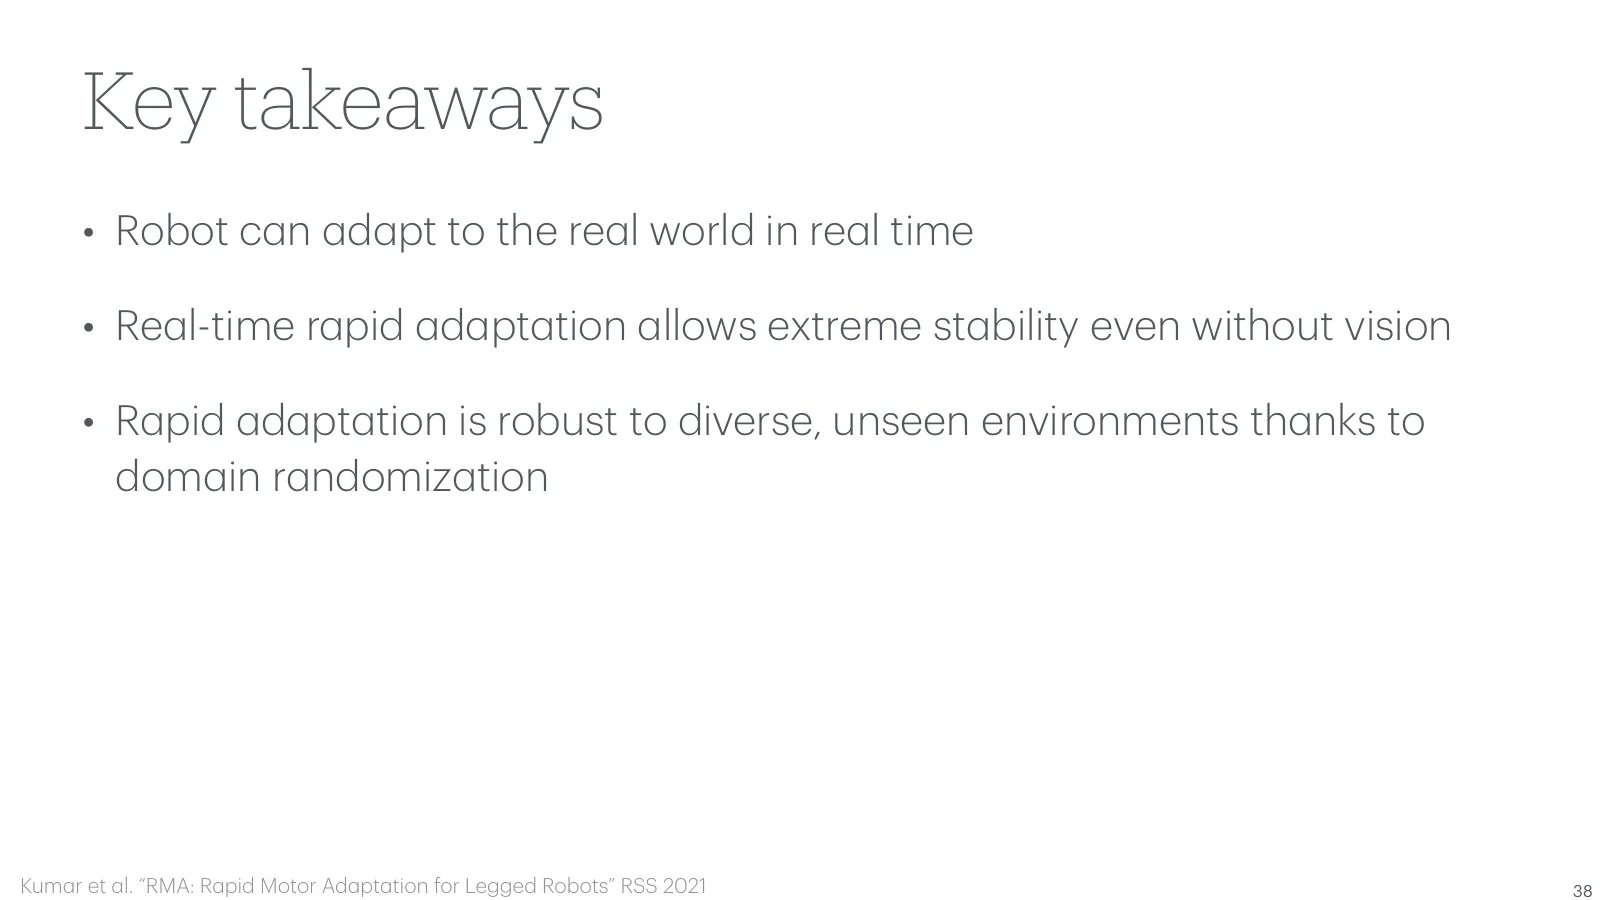 Key takeaways
• Robot can adapt to the real world in real time
• Real-time rapid adaptation allows extreme stability even without vision
• Rapid adaptation is robust to diverse, unseen environments thanks to
domain randomization
Kumar et al. “RMA: Rapid Motor Adaptation for Legged Robots” RSS 2021
38